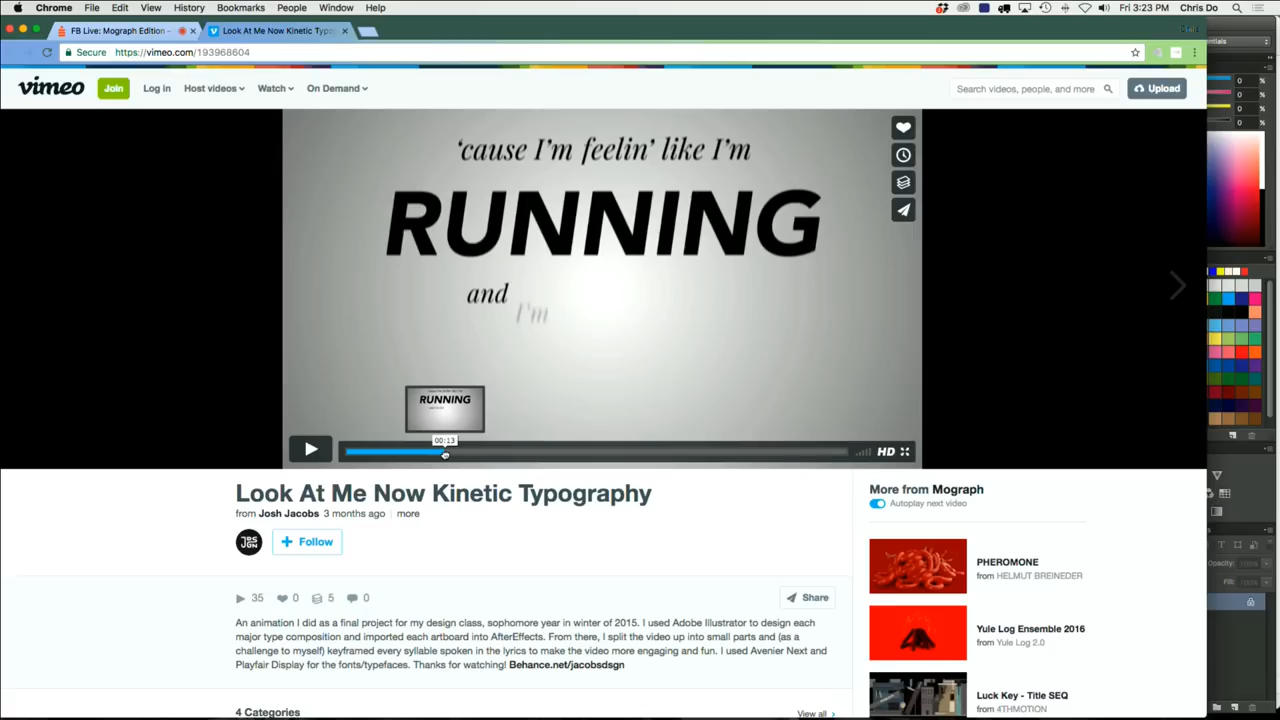 Chrome File Edit View History Bookmarks People Window Help Fri 3:23 PM Chris Do
FB Live: Mograph Edition - Look At Me Now Kinetic Typog
Secure https://vimeo.com/193968604
vimeo Join Log in Host videos Watch On Demand Search videos, people, and more Upload
‘cause I’m feelin’ like I’m
RUNNING
and
I’m
RUNNING
00:13
HD
Look At Me Now Kinetic Typography
from Josh Jacobs 3 months ago more
+ Follow
35 0 5 0 Share
An animation I did as a final project for my design class, sophomore year in winter of 2015. I used Adobe Illustrator to design each
major type composition and imported each artboard into AfterEffects. From there, I split the video up into small parts and (as a
challenge to myself) keyframed every syllable spoken in the lyrics to make the video more engaging and fun. I used Avenier Next and
Playfair Display for the fonts/typefaces. Thanks for watching! Behance.net/jacobsdsgn
4 Categories View all
More from Mograph
Autoplay next video
PHEROMONE
from HELMUT BREINEDER
Yule Log Ensemble 2016
from Yule Log 2.0
Luck Key - Title SEQ
from 4THMOTION
0 %
0 %
0 %
0 %
Opacity:
Fill: